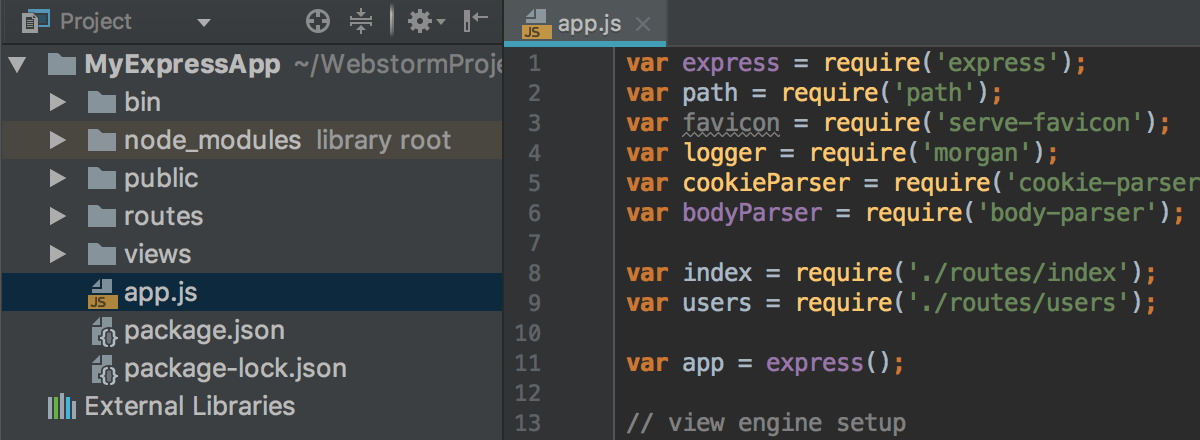 Project
MyExpressApp ~/WebstormProje
bin
node_modules library root
public
routes
views
JS app.js
package.json
package-lock.json
External Libraries
JS app.js
1 var express = require('express');
2 var path = require('path');
3 var favicon = require('serve-favicon');
4 var logger = require('morgan');
5 var cookieParser = require('cookie-parser
6 var bodyParser = require('body-parser');
7
8 var index = require('./routes/index');
9 var users = require('./routes/users');
10
11 var app = express();
12
13 // view engine setup